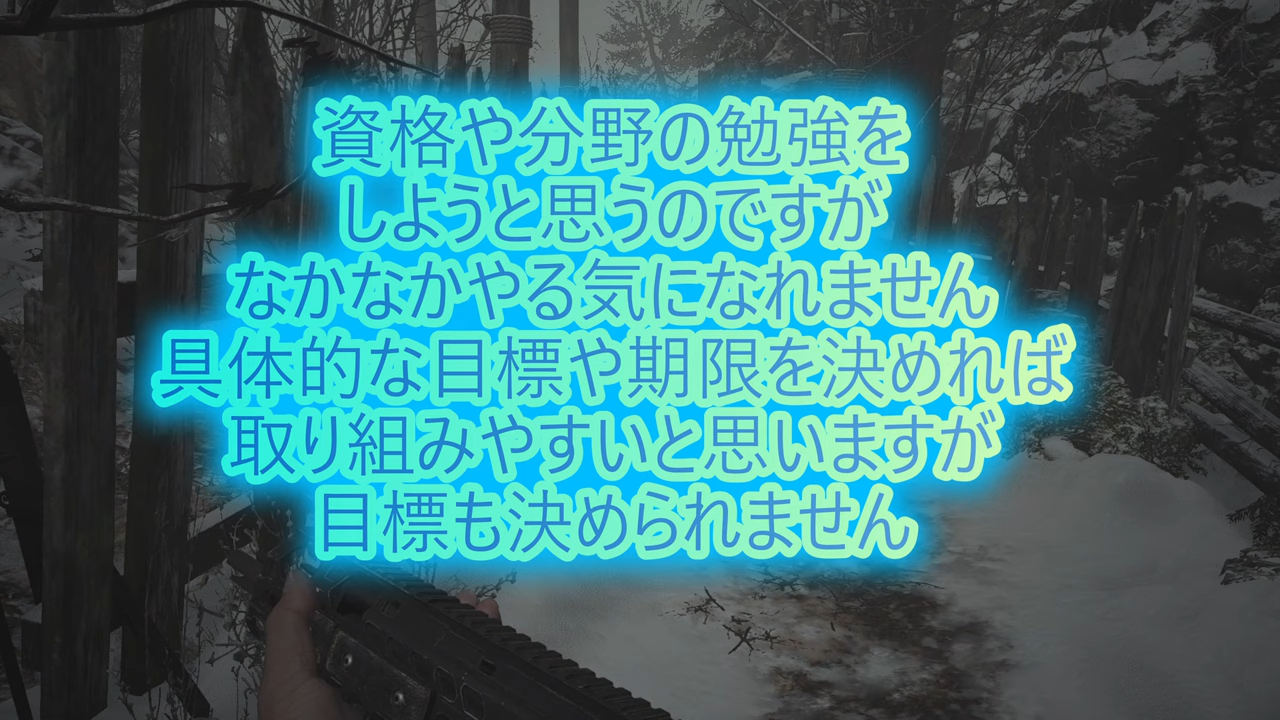 資格や分野の勉強を
しようと思うのですが
なかなかやる気になれません
具体的な目標や期限を決めれば
取り組みやすいと思いますが
目標も決められません